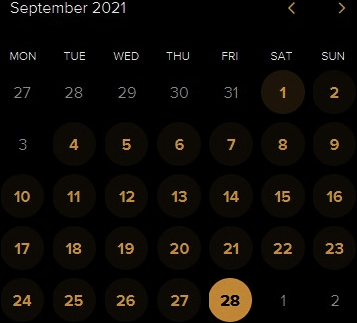 September 2021
MON TUE WED THU FRI SAT SUN
27 28 29 30 31 1 2
3 4 5 6 7 8 9
10 11 12 13 14 15 16
17 18 19 20 21 22 23
24 25 26 27 28 1 2